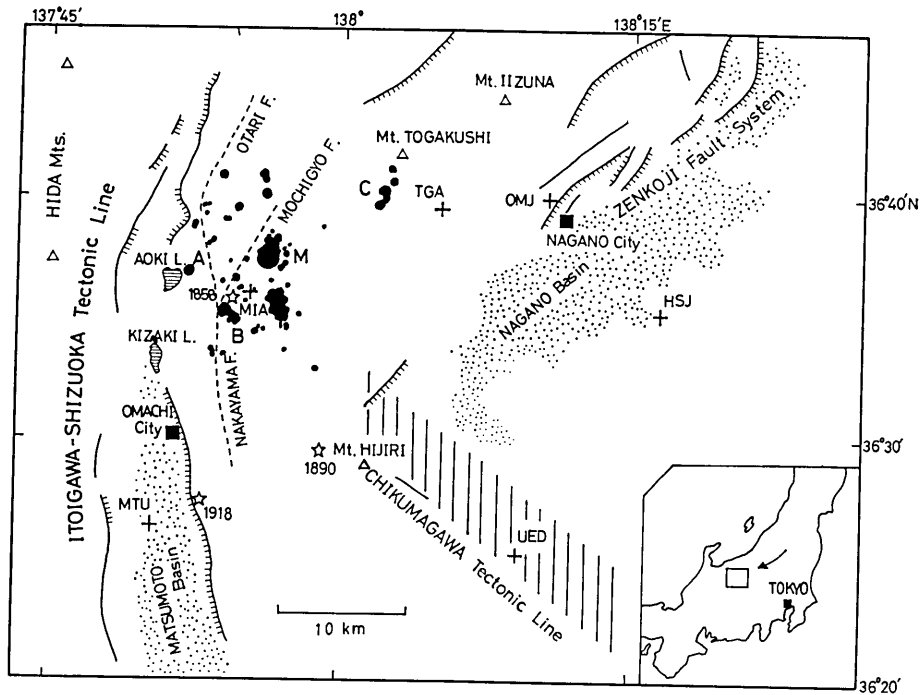 137°45'
138°
138°15'E
Mt. IIZUNA
HIDA Mts.
OTARI F.
Mt. TOGAKUSHI
MOCHIGYO F.
C
TGA
OMJ
ZENKOJI Fault System
36°40'N
NAGANO City
AOKI L.
A
M
1858
MIA
B
NAGANO Basin
HSJ
KIZAKI L.
ITOIGAWA-SHIZUOKA Tectonic Line
NAKAYAMA F.
OMACHI
City
Mt. HIJIRI
1890
36°30
CHIKUMAGAWA Tectonic Line
MTU
1918
UED
MATSUMOTO
Basin
TOKYO
10 km
36°20'